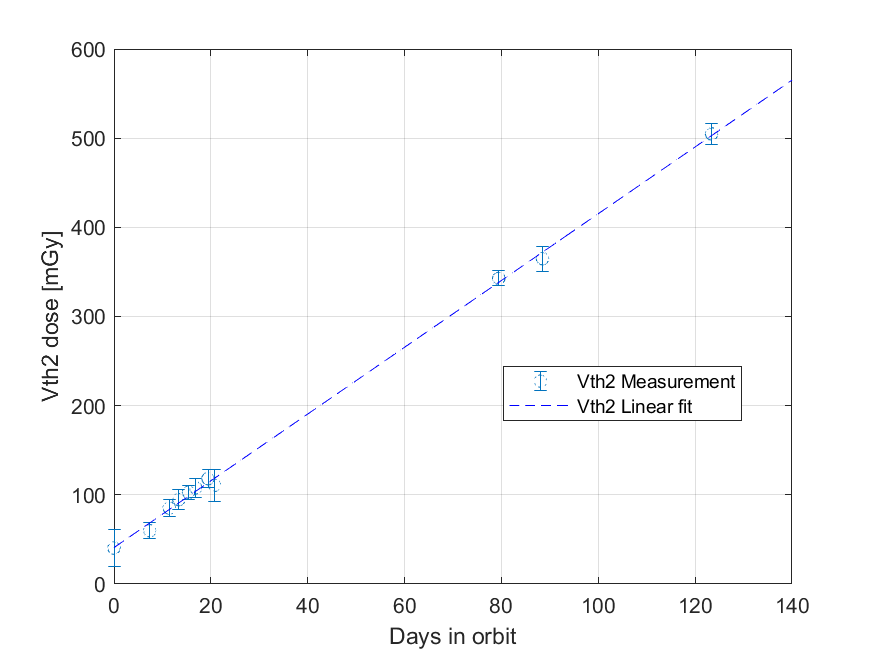 600
500
400
300
200
100
0
Vth2 dose [mGy]
Vth2 Measurement
Vth2 Linear fit
0 20 40 60 80 100 120 140
Days in orbit